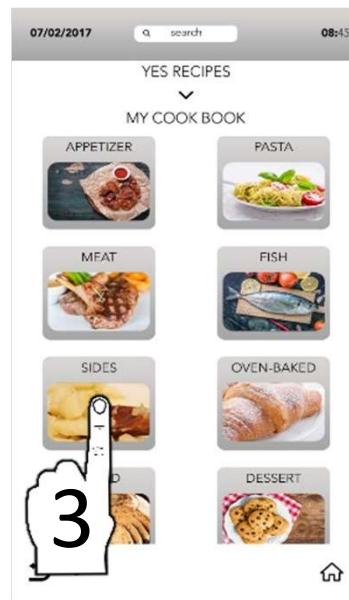 07/02/2017 search 08:45
YES RECIPES
MY COOK BOOK
APPETIZER PASTA
MEAT FISH
SIDES OVEN-BAKED
D DESSERT
3